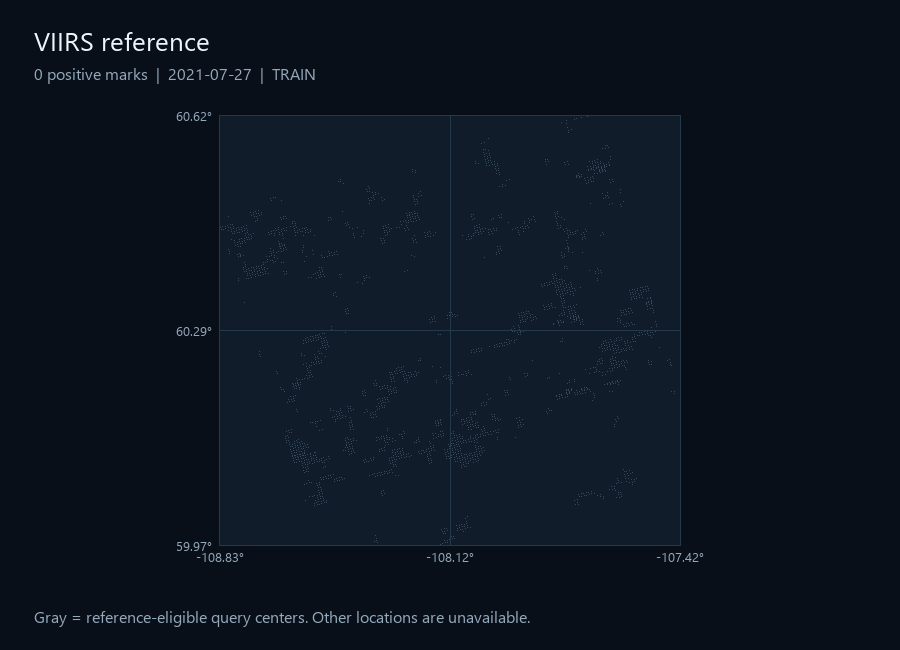 VIIRS reference
0 positive marks | 2021-07-27 | TRAIN
60.62°
60.29°
59.97°
-108.83° -108.12° -107.42°
Gray = reference-eligible query centers. Other locations are unavailable.